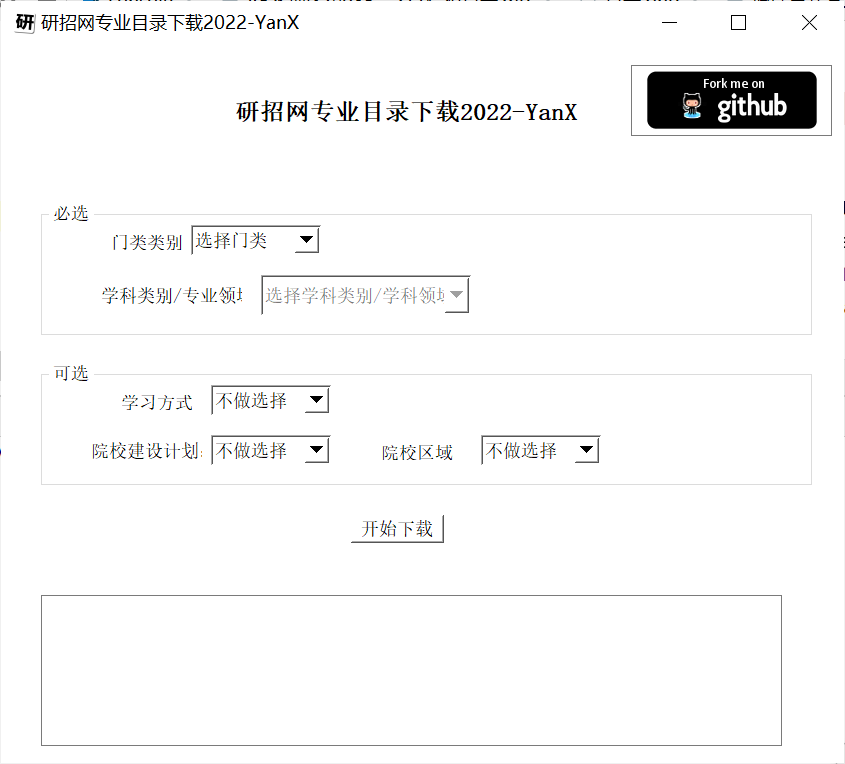 研 研招网专业目录下载2022-YanX
研招网专业目录下载2022-YanX
Fork me on
github
必选
门类类别 选择门类
学科类别/专业领 选择学科类别/学科领
可选
学习方式 不做选择
院校建设计划: 不做选择 院校区域 不做选择
开始下载